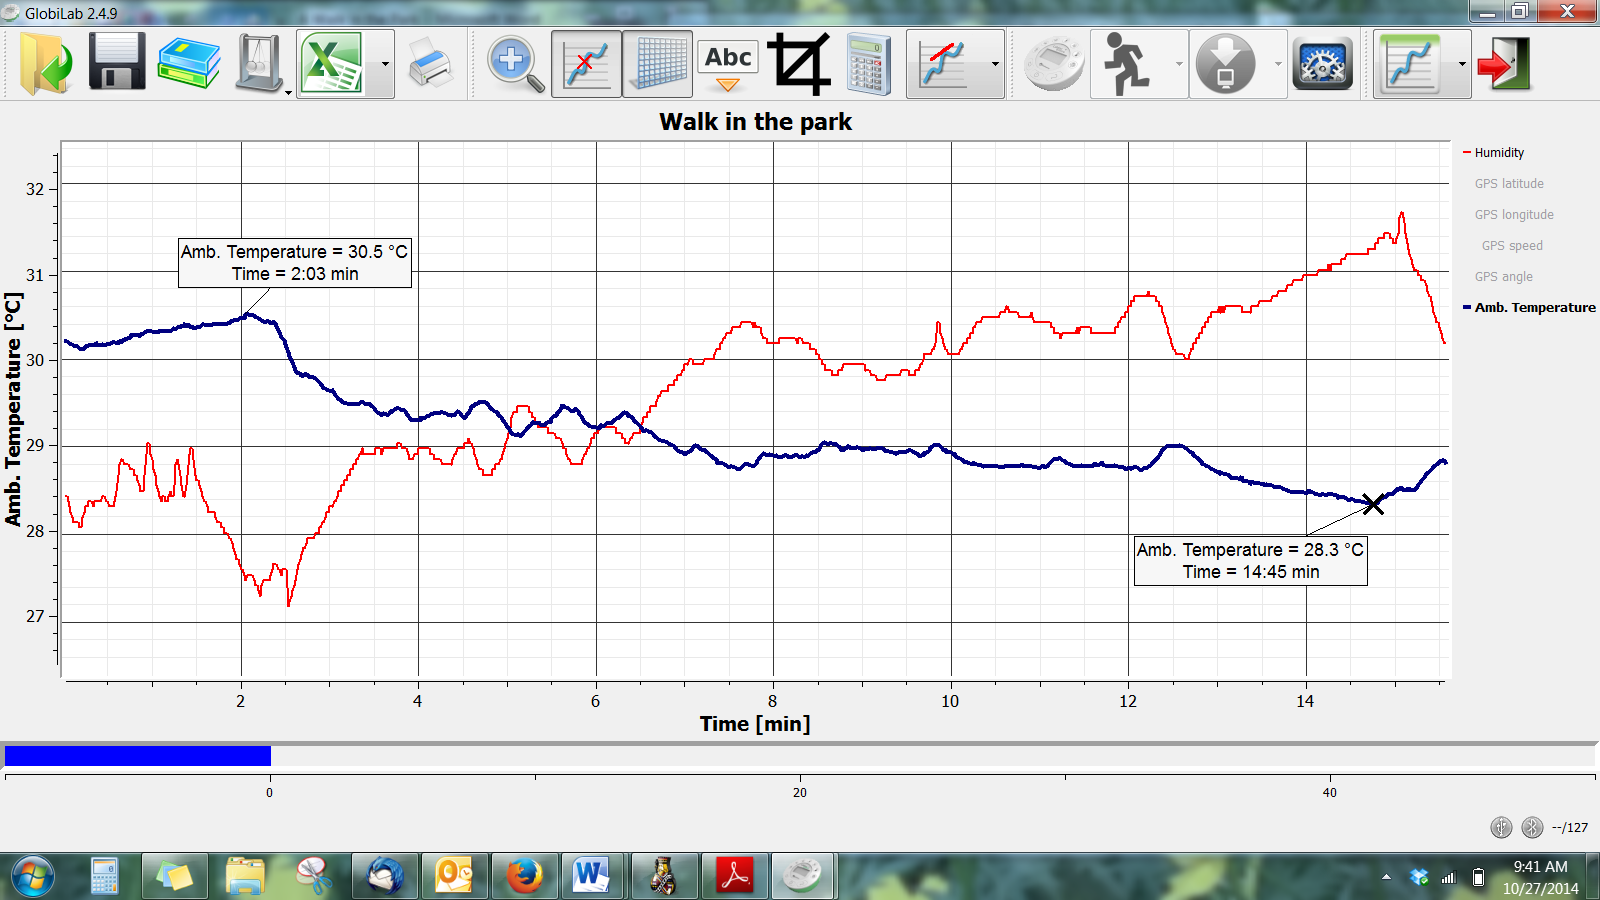 GlobiLab 2.4.9
Abc
Walk in the park
Humidity
GPS latitude
GPS longitude
GPS speed
GPS angle
Amb. Temperature
Amb. Temperature [°C]
32
31
30
29
28
27
Amb. Temperature = 30.5 °C
Time = 2:03 min
Amb. Temperature = 28.3 °C
Time = 14:45 min
2 4 6 8 10 12 14
Time [min]
0 20 40
--/127
9:41 AM
10/27/2014